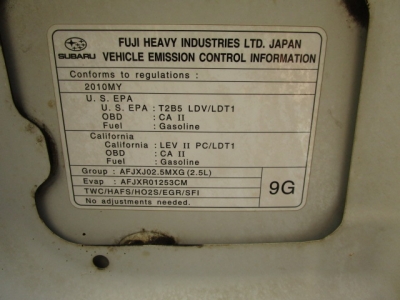 FUJI HEAVY INDUSTRIES LTD. JAPAN
SUBARU VEHICLE EMISSION CONTROL INFORMATION
Conforms to regulations :
2010MY
U. S. EPA
U. S. EPA : T2B5 LDV/LDT1
OBD : CA II
Fuel : Gasoline
California
California : LEV II PC/LDT1
OBD : CA II
Fuel : Gasoline
Group : AFJXJ02.5MXG (2.5L)
Evap : AFJXR01253CM
TWC/HAFS/HO2S/EGR/SFI
No adjustments needed.
9G